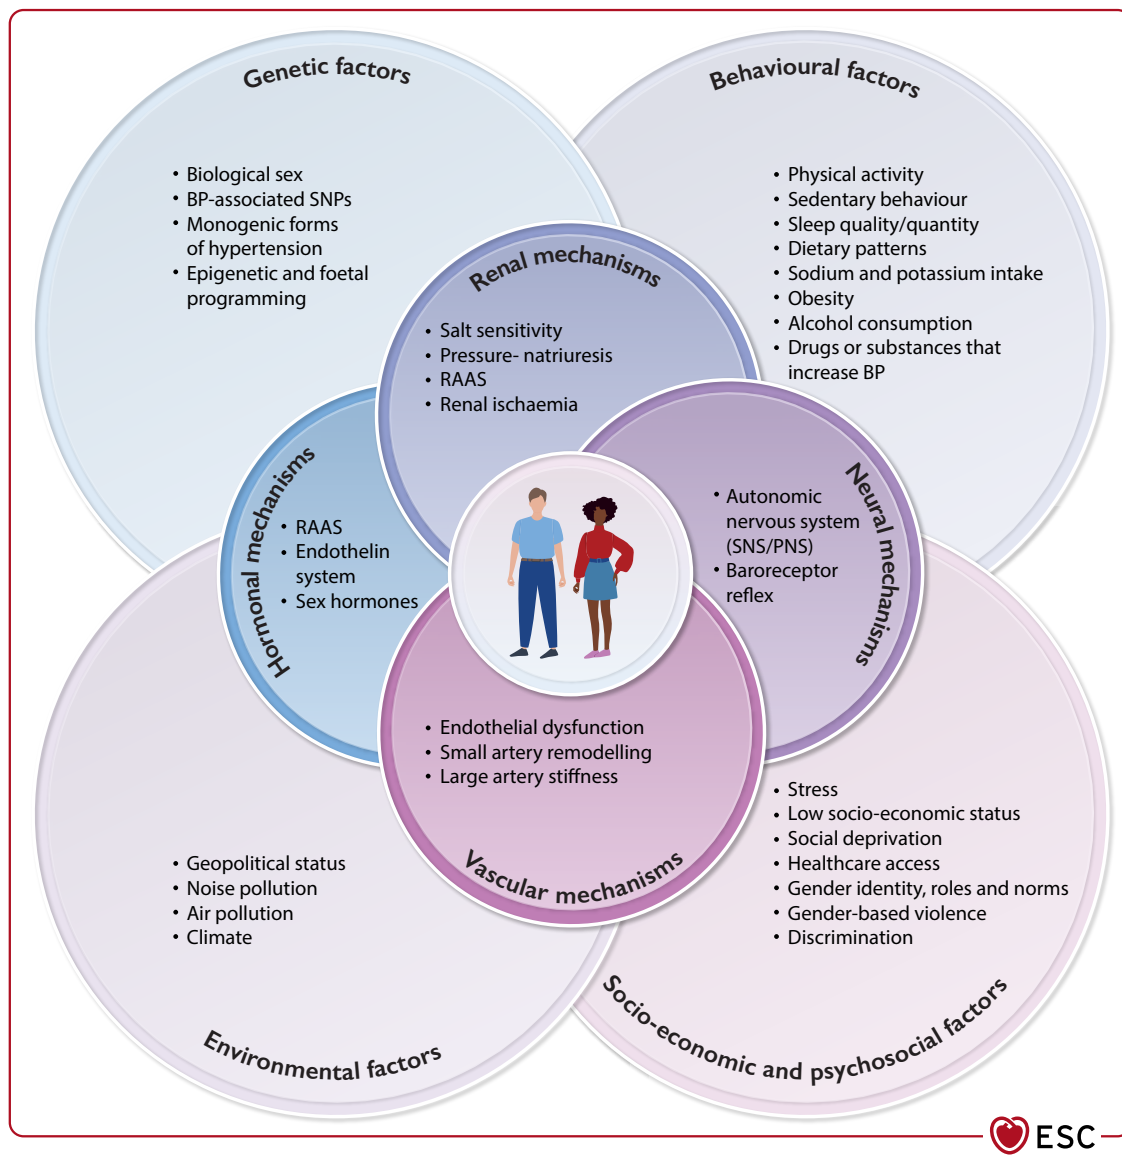 Genetic factors
• Biological sex
• BP-associated SNPs
• Monogenic forms
of hypertension
• Epigenetic and foetal
programming
Behavioural factors
• Physical activity
• Sedentary behaviour
• Sleep quality/quantity
• Dietary patterns
• Sodium and potassium intake
• Obesity
• Alcohol consumption
• Drugs or substances that
increase BP
Renal mechanisms
• Salt sensitivity
• Pressure- natriuresis
• RAAS
• Renal ischaemia
Hormonal mechanisms
• RAAS
• Endothelin
system
• Sex hormones
Neural mechanisms
• Autonomic
nervous system
(SNS/PNS)
• Baroreceptor
reflex
• Endothelial dysfunction
• Small artery remodelling
• Large artery stiffness
Vascular mechanisms
• Geopolitical status
• Noise pollution
• Air pollution
• Climate
Environmental factors
• Stress
• Low socio-economic status
• Social deprivation
• Healthcare access
• Gender identity, roles and norms
• Gender-based violence
• Discrimination
Socio-economic and psychosocial factors
ESC